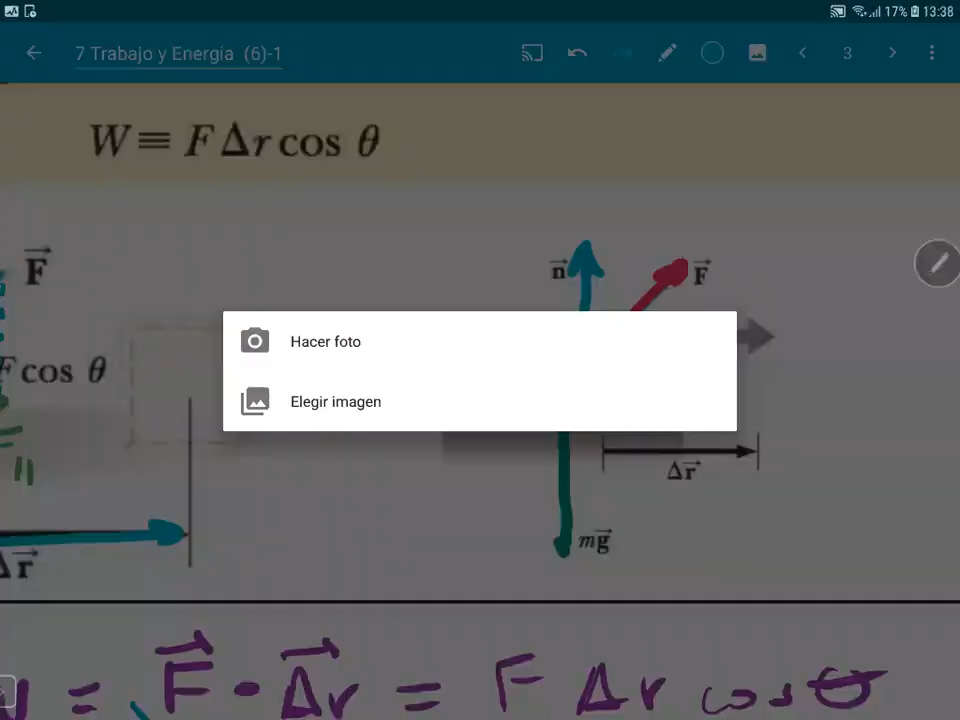 17% 13:38
7 Trabajo y Energia (6)-1
3
W ≡ F Δr cos θ
F⃗
n⃗
F⃗
Hacer foto
F cos θ
Elegir imagen
Δr⃗
mg⃗
Δr⃗
= F⃗ • Δ⃗r = F Δr cos θ